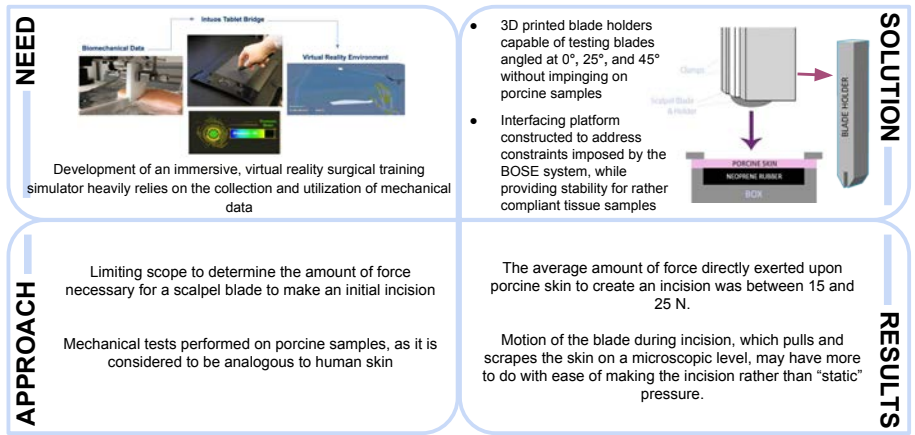 NEED
Intuos Tablet Bridge
Biomechanical Data
Virtual Reality Environment
Development of an immersive, virtual reality surgical training
simulator heavily relies on the collection and utilization of mechanical
data
SOLUTION
● 3D printed blade holders
capable of testing blades
angled at 0°, 25°, and 45°
without impinging on
porcine samples
● Interfacing platform
constructed to address
constraints imposed by the
BOSE system, while
providing stability for rather
compliant tissue samples
Clamps
Scalpel Blade
& Holder
BLADE HOLDER
PORCINE SKIN
NEOPRENE RUBBER
BOX
APPROACH
Limiting scope to determine the amount of force
necessary for a scalpel blade to make an initial incision
Mechanical tests performed on porcine samples, as it is
considered to be analogous to human skin
RESULTS
The average amount of force directly exerted upon
porcine skin to create an incision was between 15 and
25 N.
Motion of the blade during incision, which pulls and
scrapes the skin on a microscopic level, may have more
to do with ease of making the incision rather than “static”
pressure.